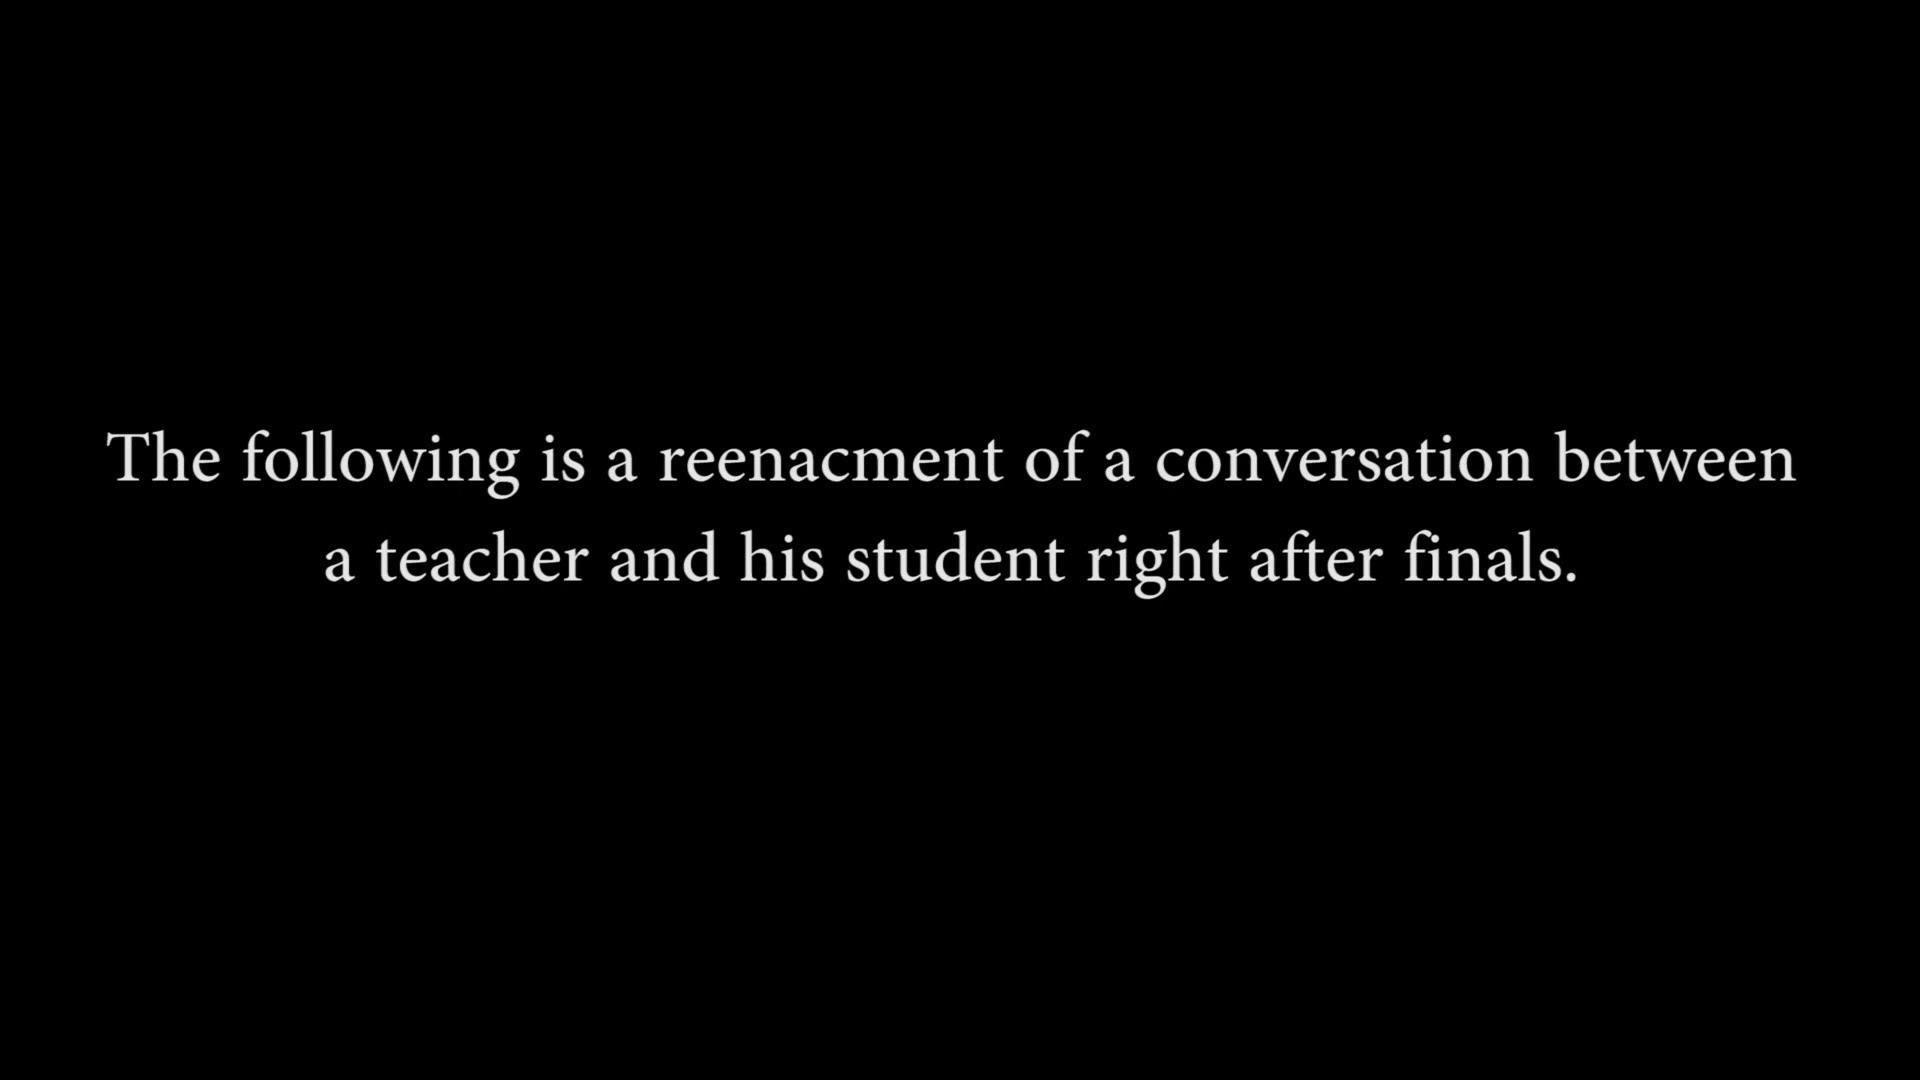 The following is a reenacment of a conversation between
a teacher and his student right after finals.